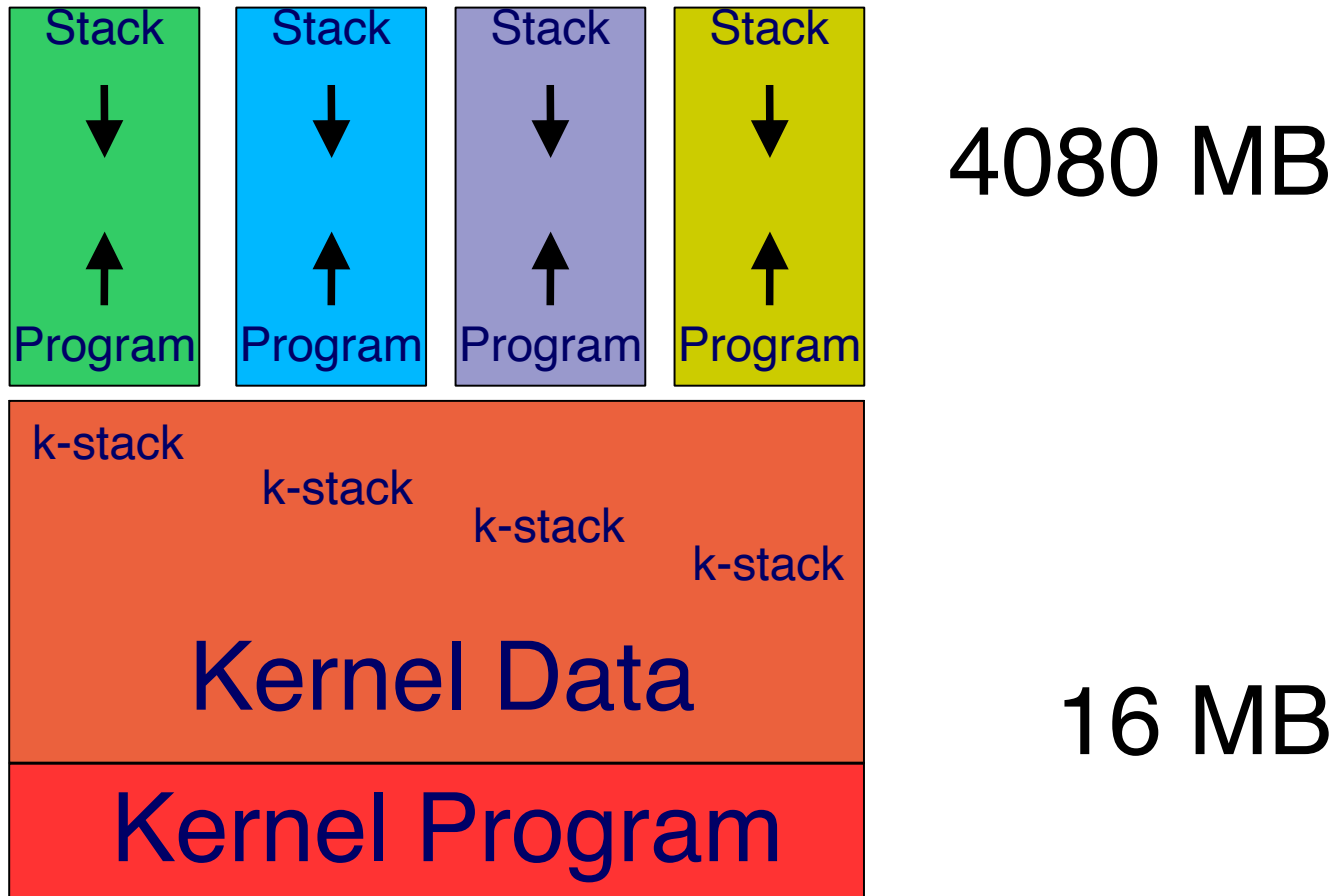 Stack Stack Stack Stack
4080 MB
Program Program Program Program
k-stack
k-stack
k-stack
k-stack
Kernel Data
16 MB
Kernel Program